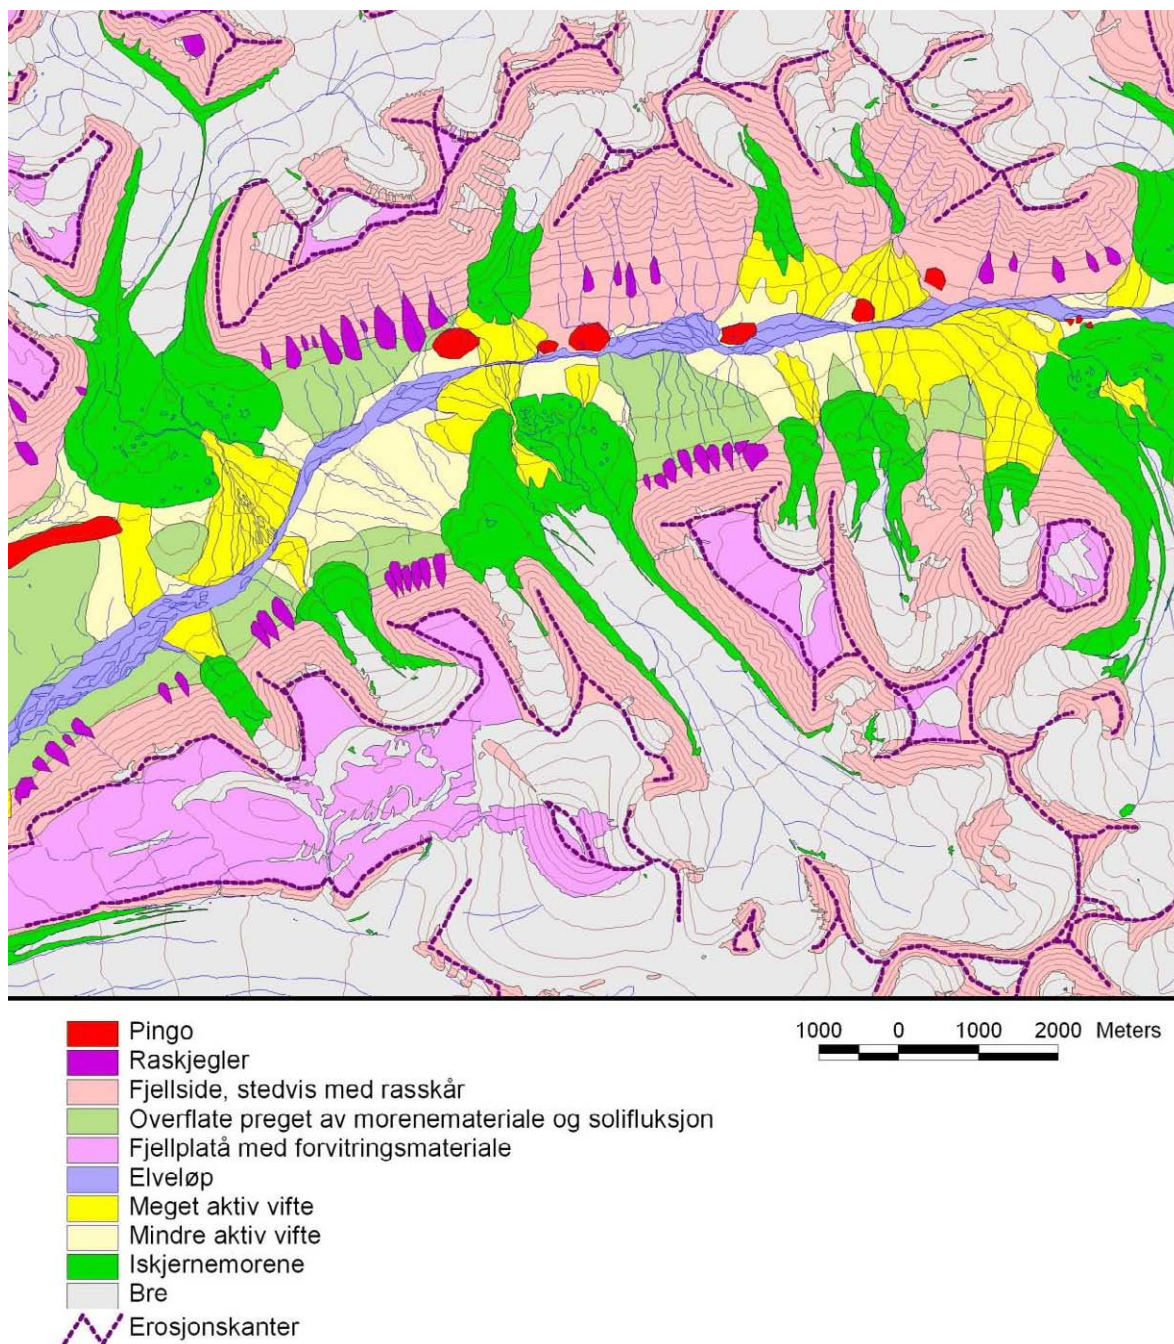 Pingo
Raskjegler
Fjellside, stedvis med rasskår
Overflate preget av morenemateriale og solifluksjon
Fjellplatå med forvitringsmateriale
Elveløp
Meget aktiv vifte
Mindre aktiv vifte
Iskjernemorene
Bre
Erosjonskanter
1000 0 1000 2000 Meters